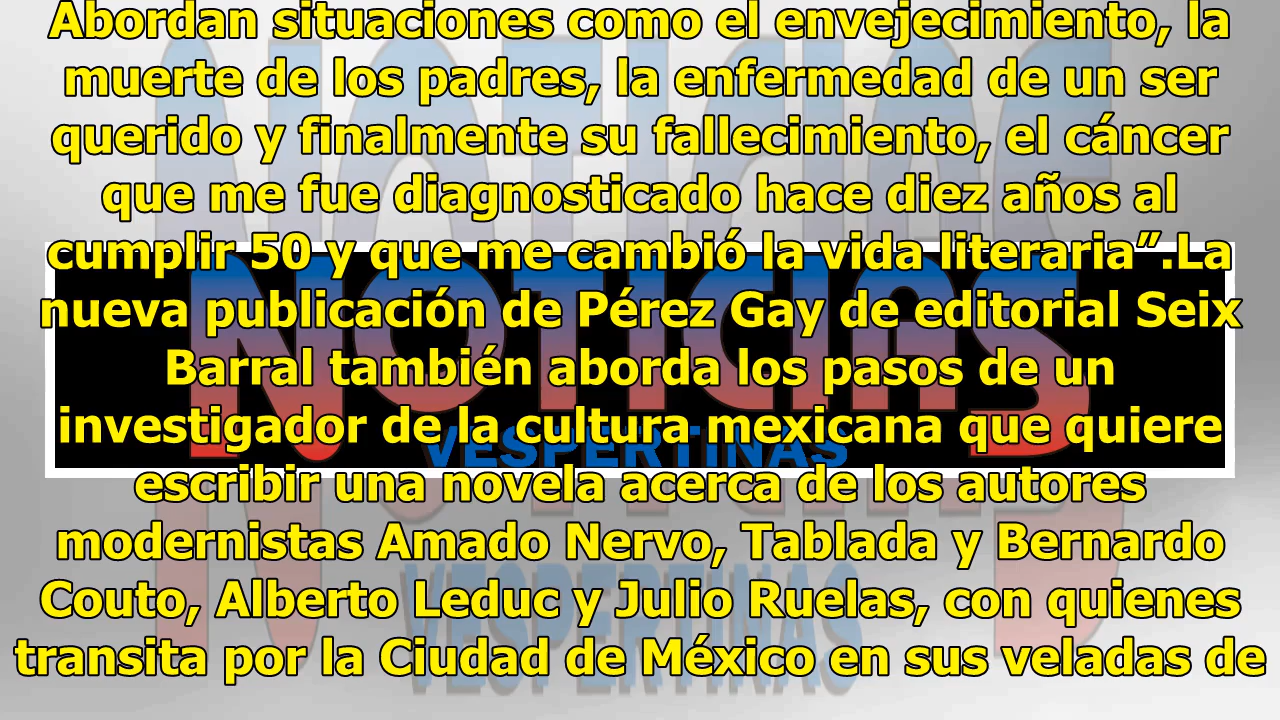 Abordan situaciones como el envejecimiento, la
muerte de los padres, la enfermedad de un ser
querido y finalmente su fallecimiento, el cáncer
que me fue diagnosticado hace diez años al
cumplir 50 y que me cambió la vida literaria”.La
nueva publicación de Pérez Gay de editorial Seix
Barral también aborda los pasos de un
investigador de la cultura mexicana que quiere
escribir una novela acerca de los autores
modernistas Amado Nervo, Tablada y Bernardo
Couto, Alberto Leduc y Julio Ruelas, con quienes
transita por la Ciudad de México en sus veladas de
NOTICIAS
VESPERTINAS
NOTICIAS
VESPERTINAS